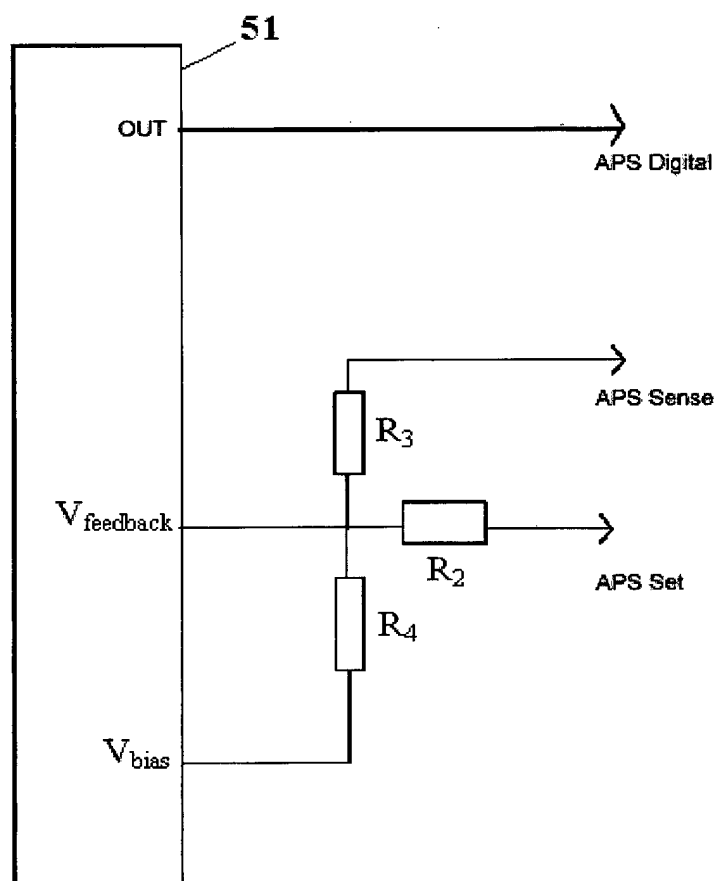 51
OUT
APS Digital
APS Sense
R3
Vfeedback
R2
APS Set
R4
Vbias